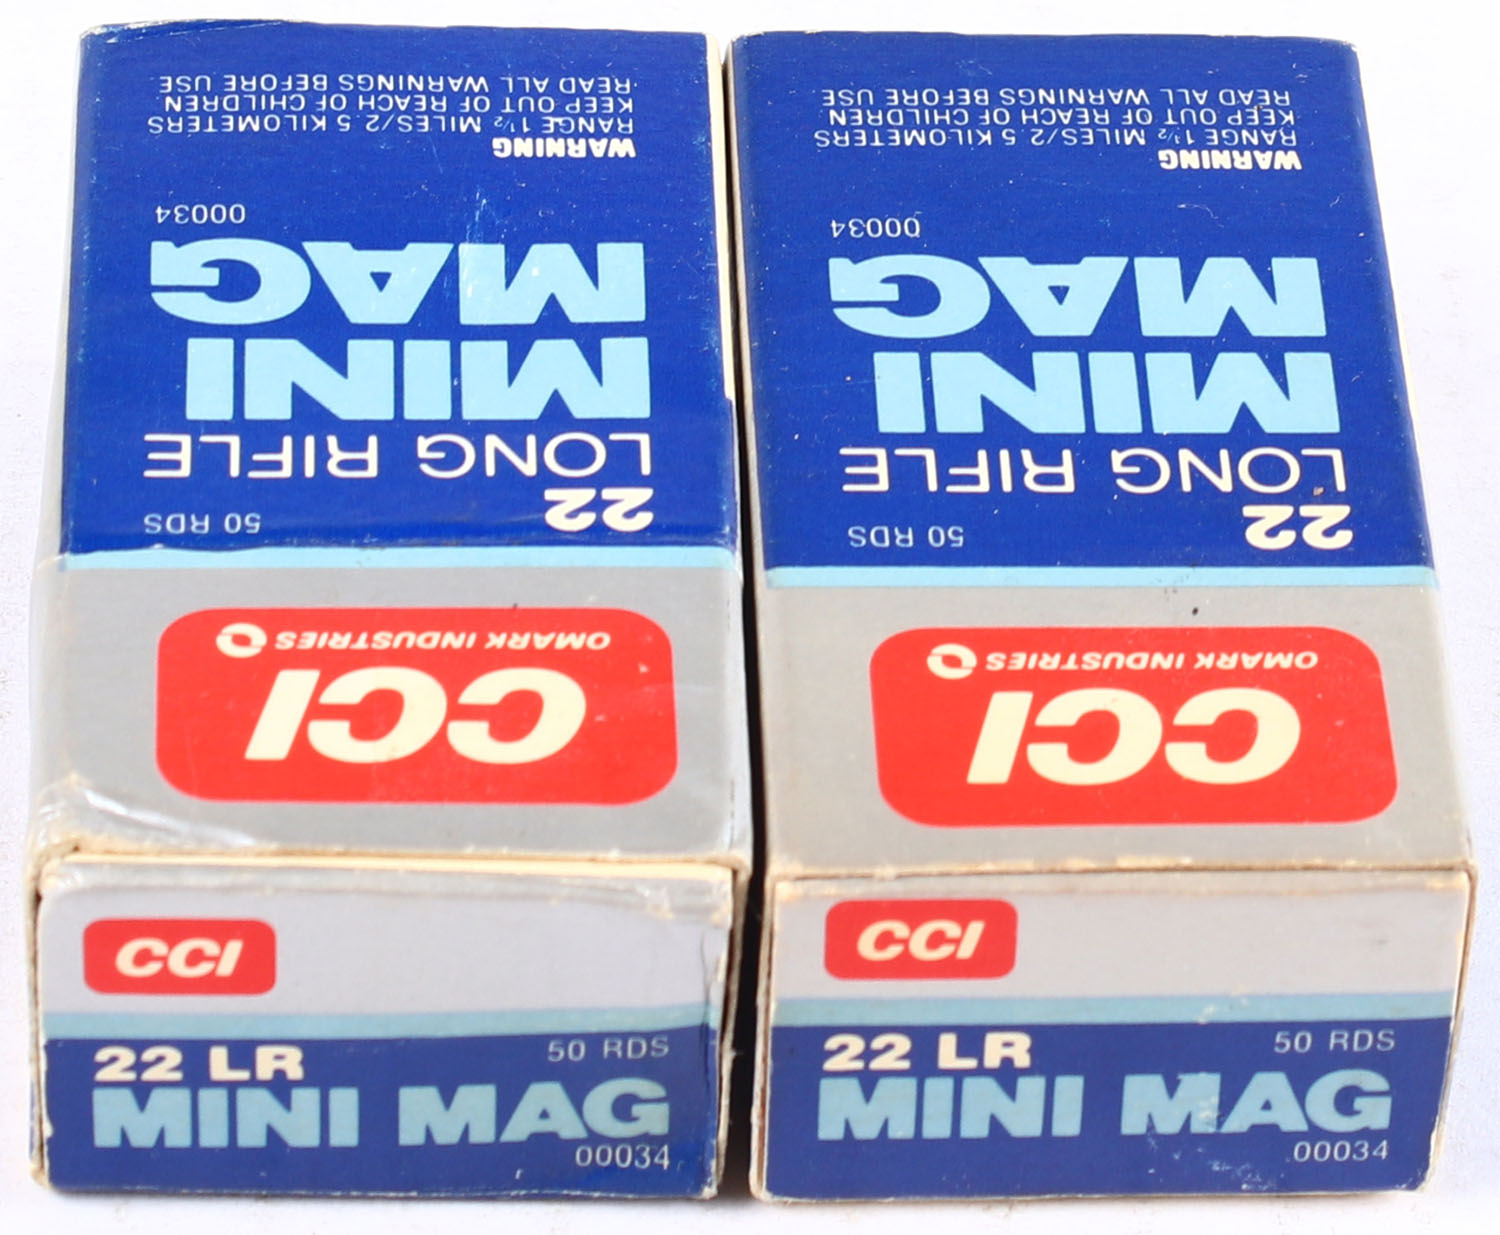 CCI
OMARK INDUSTRIES
22 50 RDS
LONG RIFLE
MINI
MAG
00034
WARNING
RANGE 1½ MILES/2.5 KILOMETERS
KEEP OUT OF REACH OF CHILDREN
READ ALL WARNINGS BEFORE USE
CCI
22 LR 50 RDS
MINI MAG
00034
CCI
OMARK INDUSTRIES
22 50 RDS
LONG RIFLE
MINI
MAG
00034
WARNING
RANGE 1½ MILES/2.5 KILOMETERS
KEEP OUT OF REACH OF CHILDREN
READ ALL WARNINGS BEFORE USE
CCI
22 LR 50 RDS
MINI MAG
00034